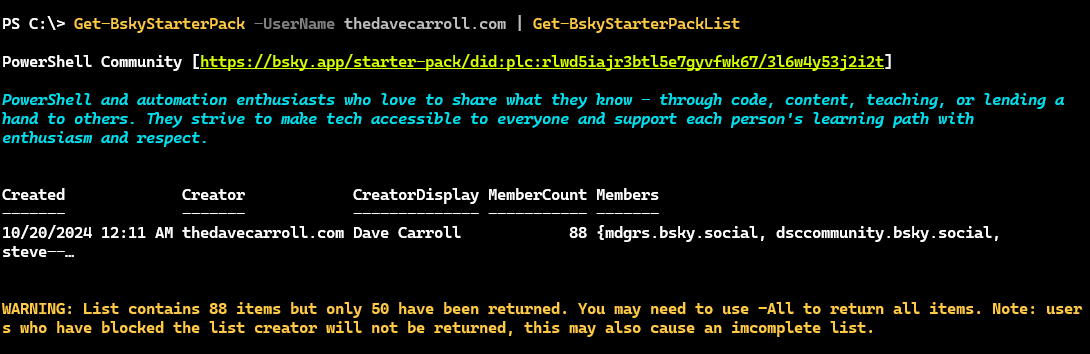 PS C:\> Get-BskyStarterPack -UserName thedavecarroll.com | Get-BskyStarterPackList
PowerShell Community [https://bsky.app/starter-pack/did:plc:rlwd5iajr3btl5e7gyvfwk67/3l6w4y53j2i2t]
PowerShell and automation enthusiasts who love to share what they know - through code, content, teaching, or lending a
hand to others. They strive to make tech accessible to everyone and support each person's learning path with
enthusiasm and respect.
Created Creator CreatorDisplay MemberCount Members
------- ------- -------------- ----------- -------
10/20/2024 12:11 AM thedavecarroll.com Dave Carroll 88 {mdgrs.bsky.social, dsccommunity.bsky.social,
steve--…
WARNING: List contains 88 items but only 50 have been returned. You may need to use -All to return all items. Note: user
s who have blocked the list creator will not be returned, this may also cause an imcomplete list.